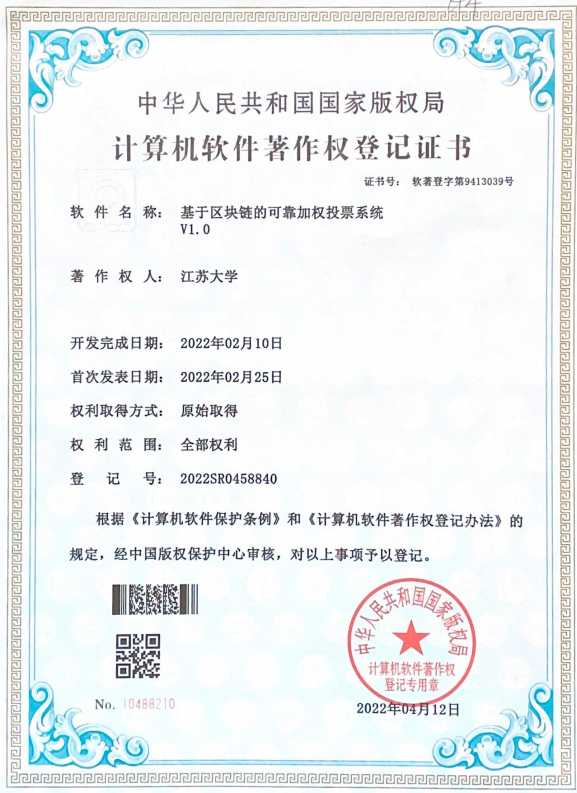 中华人民共和国国家版权局
计算机软件著作权登记证书
证书号： 软著登字第9413039号
软件名称： 基于区块链的可靠加权投票系统
V1.0
著作权人： 江苏大学
开发完成日期： 2022年02月10日
首次发表日期： 2022年02月25日
权利取得方式： 原始取得
权利范围： 全部权利
登记号： 2022SR0458840
根据《计算机软件保护条例》和《计算机软件著作权登记办法》的
规定，经中国版权保护中心审核，对以上事项予以登记。
中华人民共和国国家版权局
计算机软件著作权
登记专用章
No. 10488210
2022年04月12日